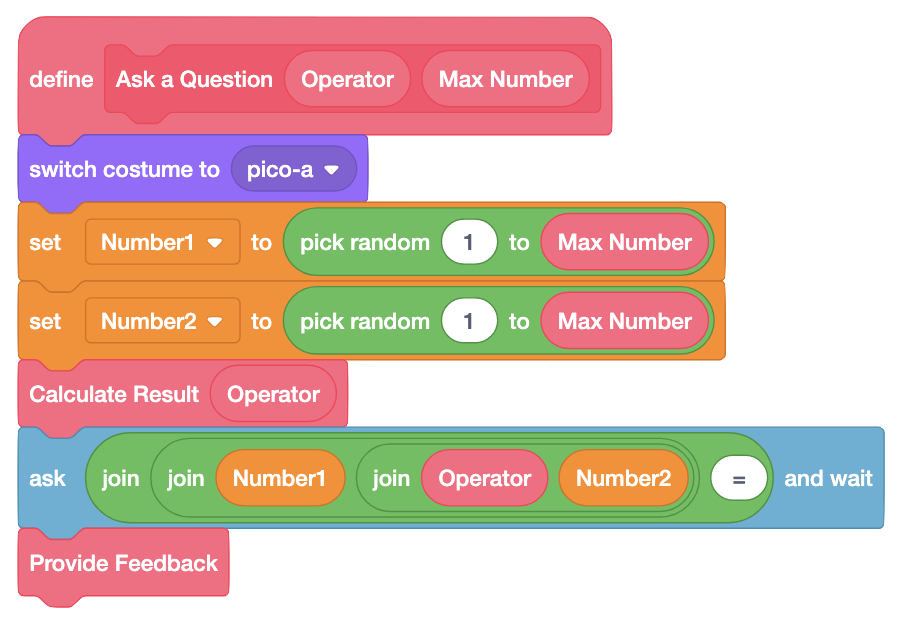 define Ask a Question Operator Max Number
switch costume to pico-a
set Number1 to pick random 1 to Max Number
set Number2 to pick random 1 to Max Number
Calculate Result Operator
ask join join Number1 join Operator Number2 = and wait
Provide Feedback